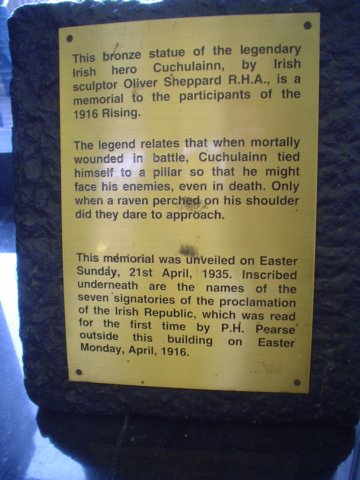 This bronze statue of the legendary
Irish hero Cuchulainn, by Irish
sculptor Oliver Sheppard R.H.A., is a
memorial to the participants of the
1916 Rising.
The legend relates that when mortally
wounded in battle, Cuchulainn tied
himself to a pillar so that he might
face his enemies, even in death. Only
when a raven perched on his shoulder
did they dare to approach.
This memorial was unveiled on Easter
Sunday, 21st April, 1935. Inscribed
underneath are the names of the
seven signatories of the proclamation
of the Irish Republic, which was read
for the first time by P.H. Pearse
outside this building on Easter
Monday, April, 1916.